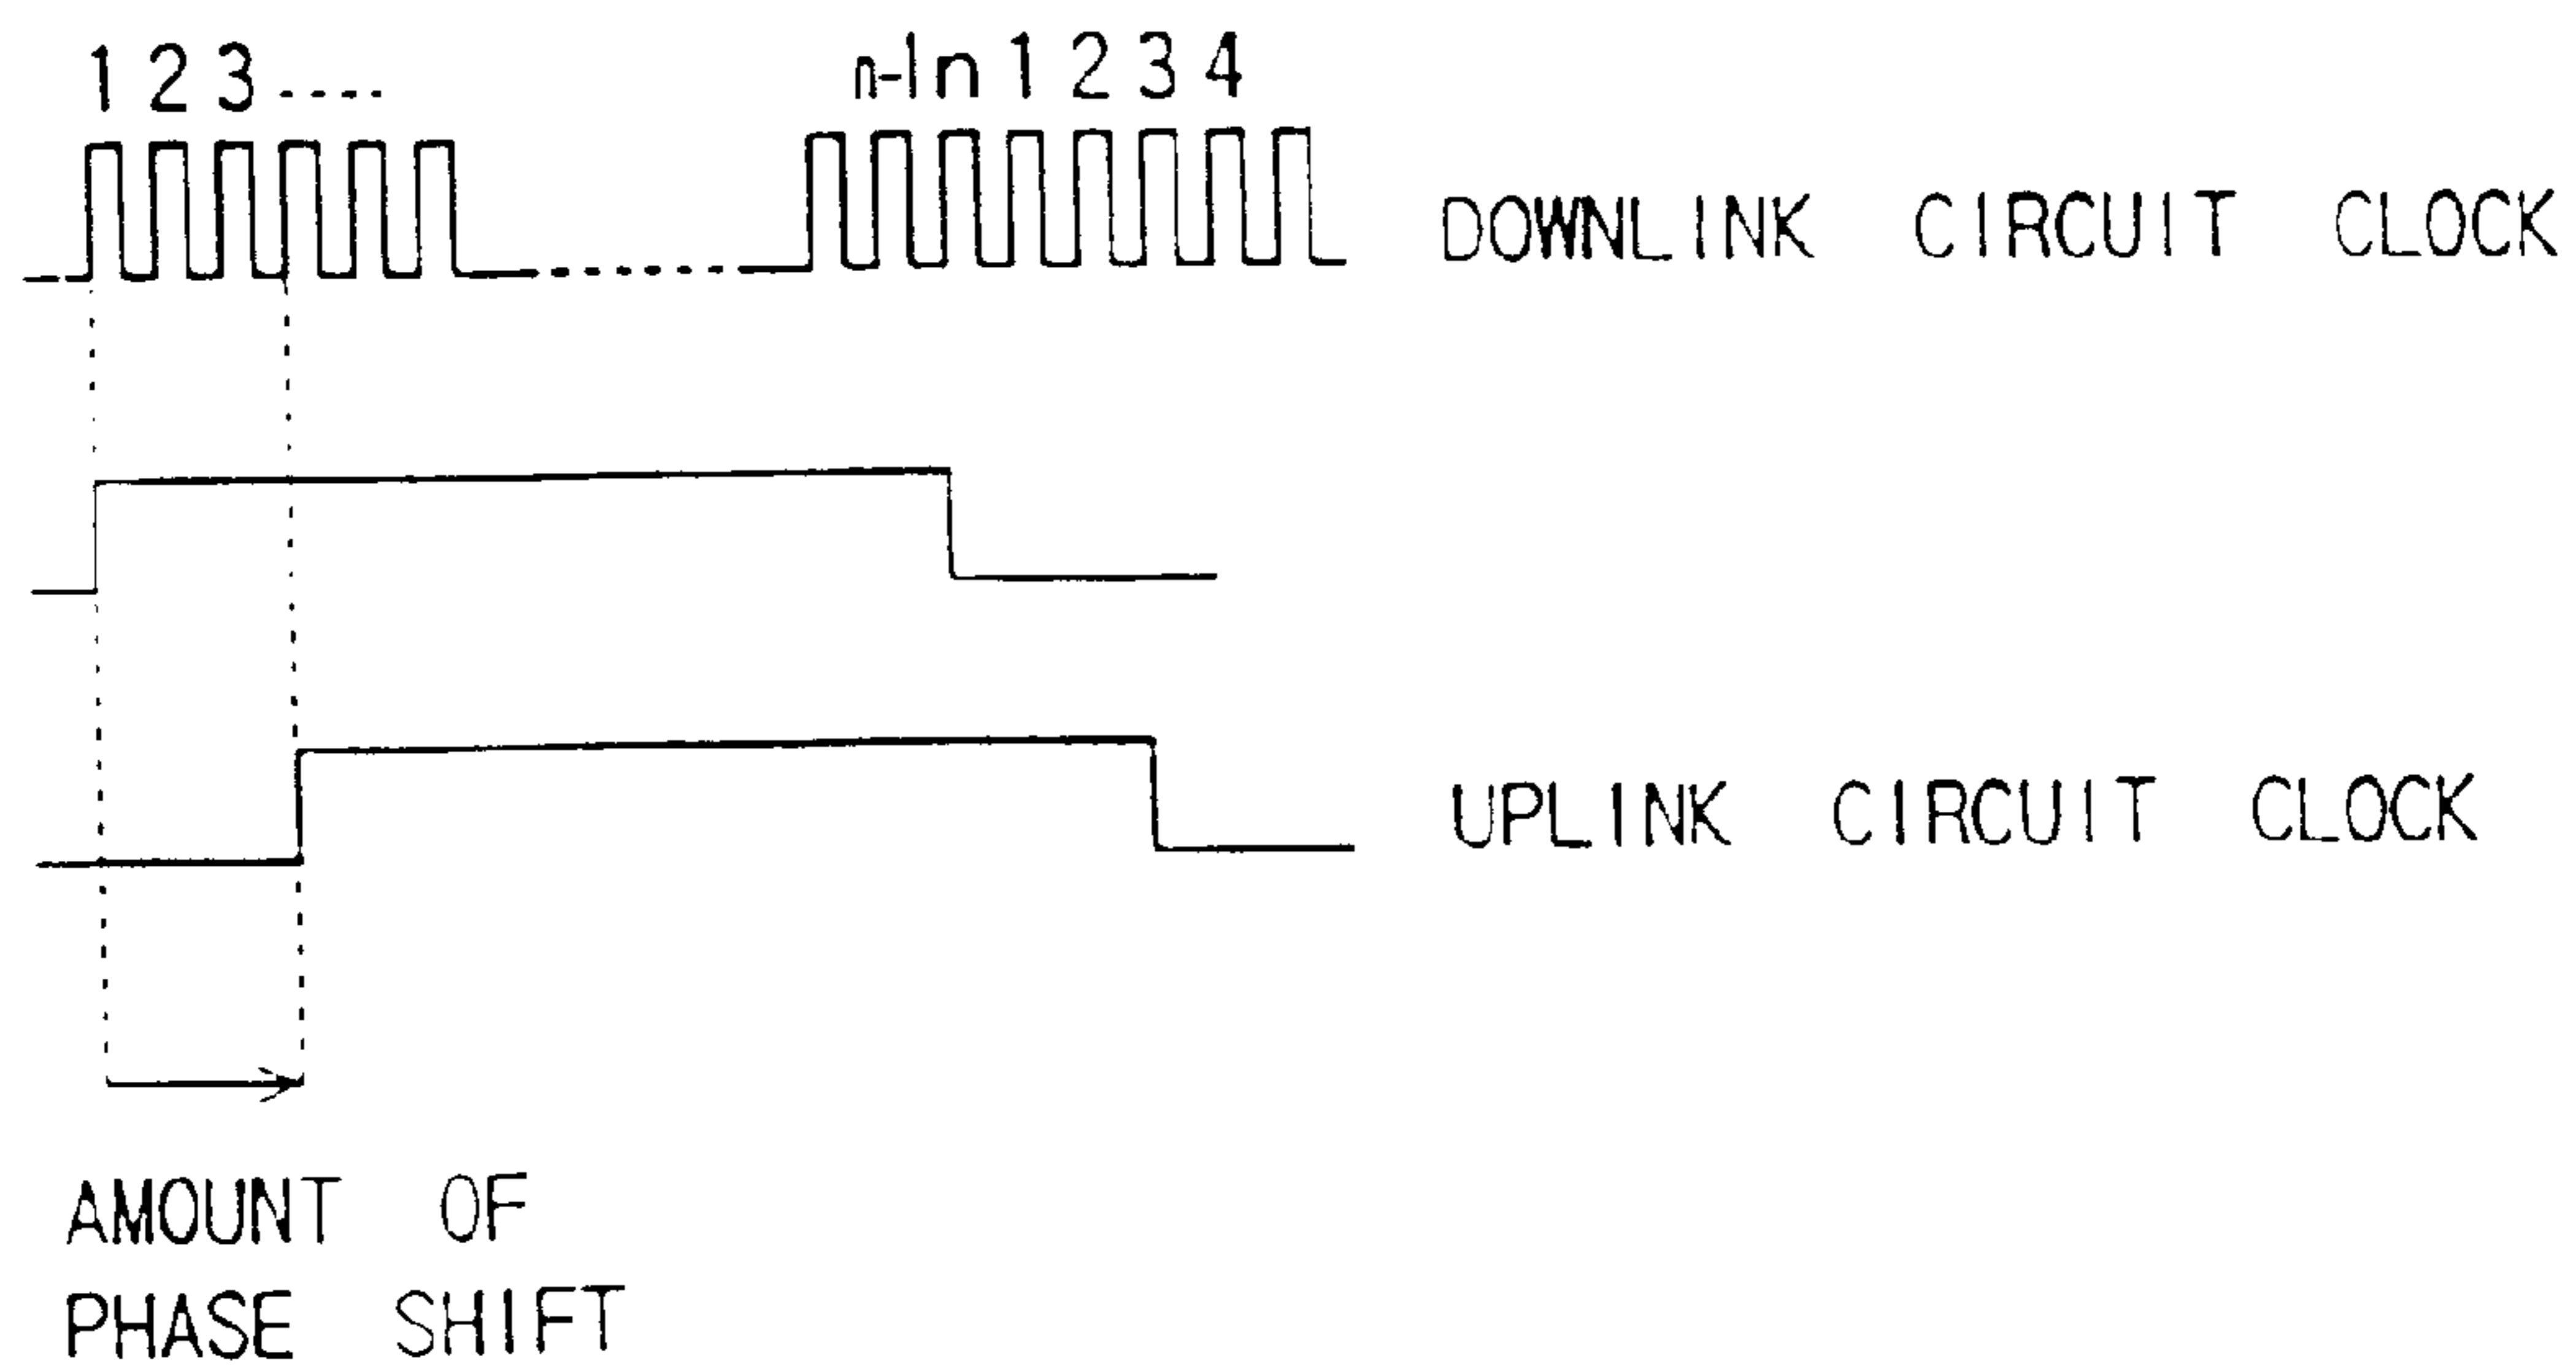 1 2 3 ----
n-1 n 1 2 3 4
DOWNLINK CIRCUIT CLOCK
UPLINK CIRCUIT CLOCK
AMOUNT OF
PHASE SHIFT